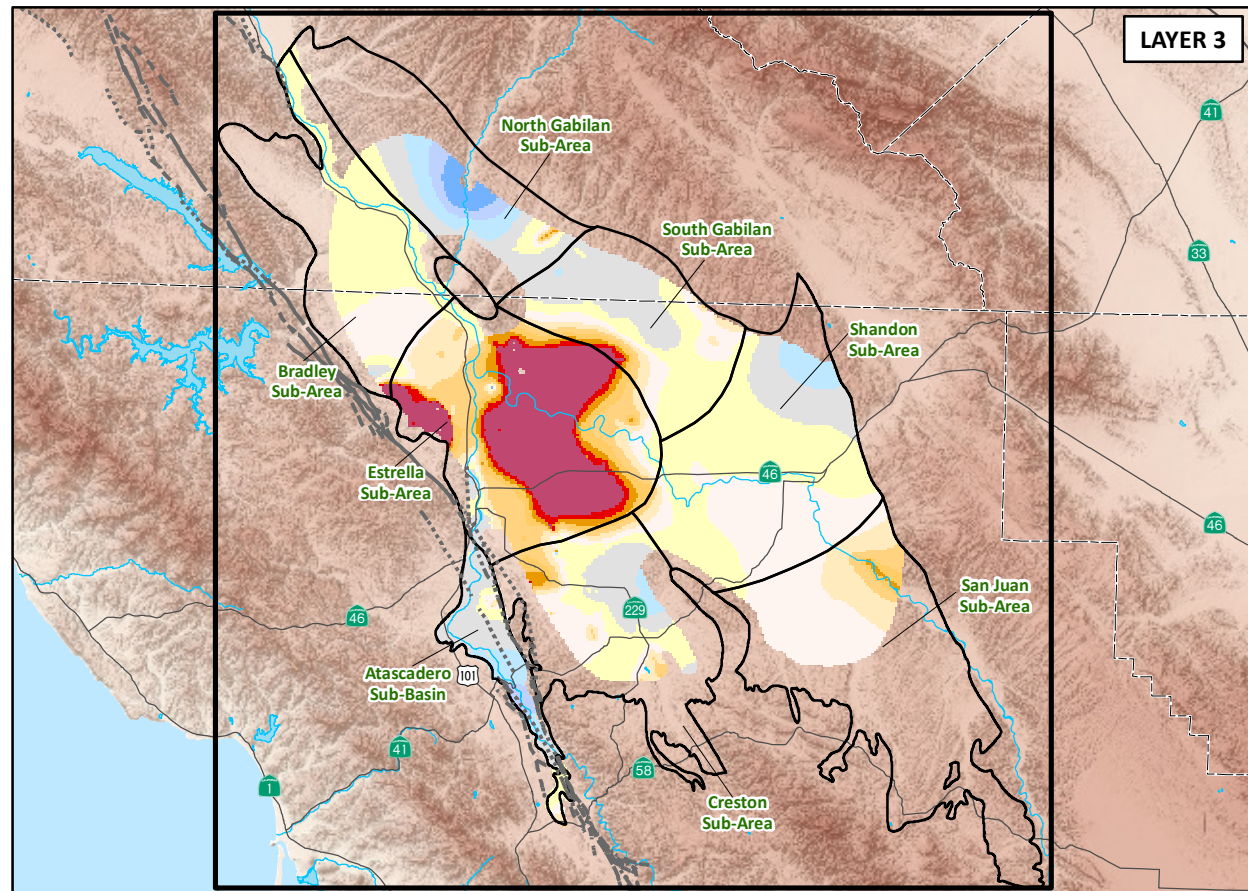 LAYER 3
41
North Gabilan
Sub-Area
South Gabilan
Sub-Area
33
Shandon
Sub-Area
Bradley
Sub-Area
Estrella
Sub-Area
46
46
San Juan
Sub-Area
46
229
Atascadero
Sub-Basin
101
41
58
1
Creston
Sub-Area